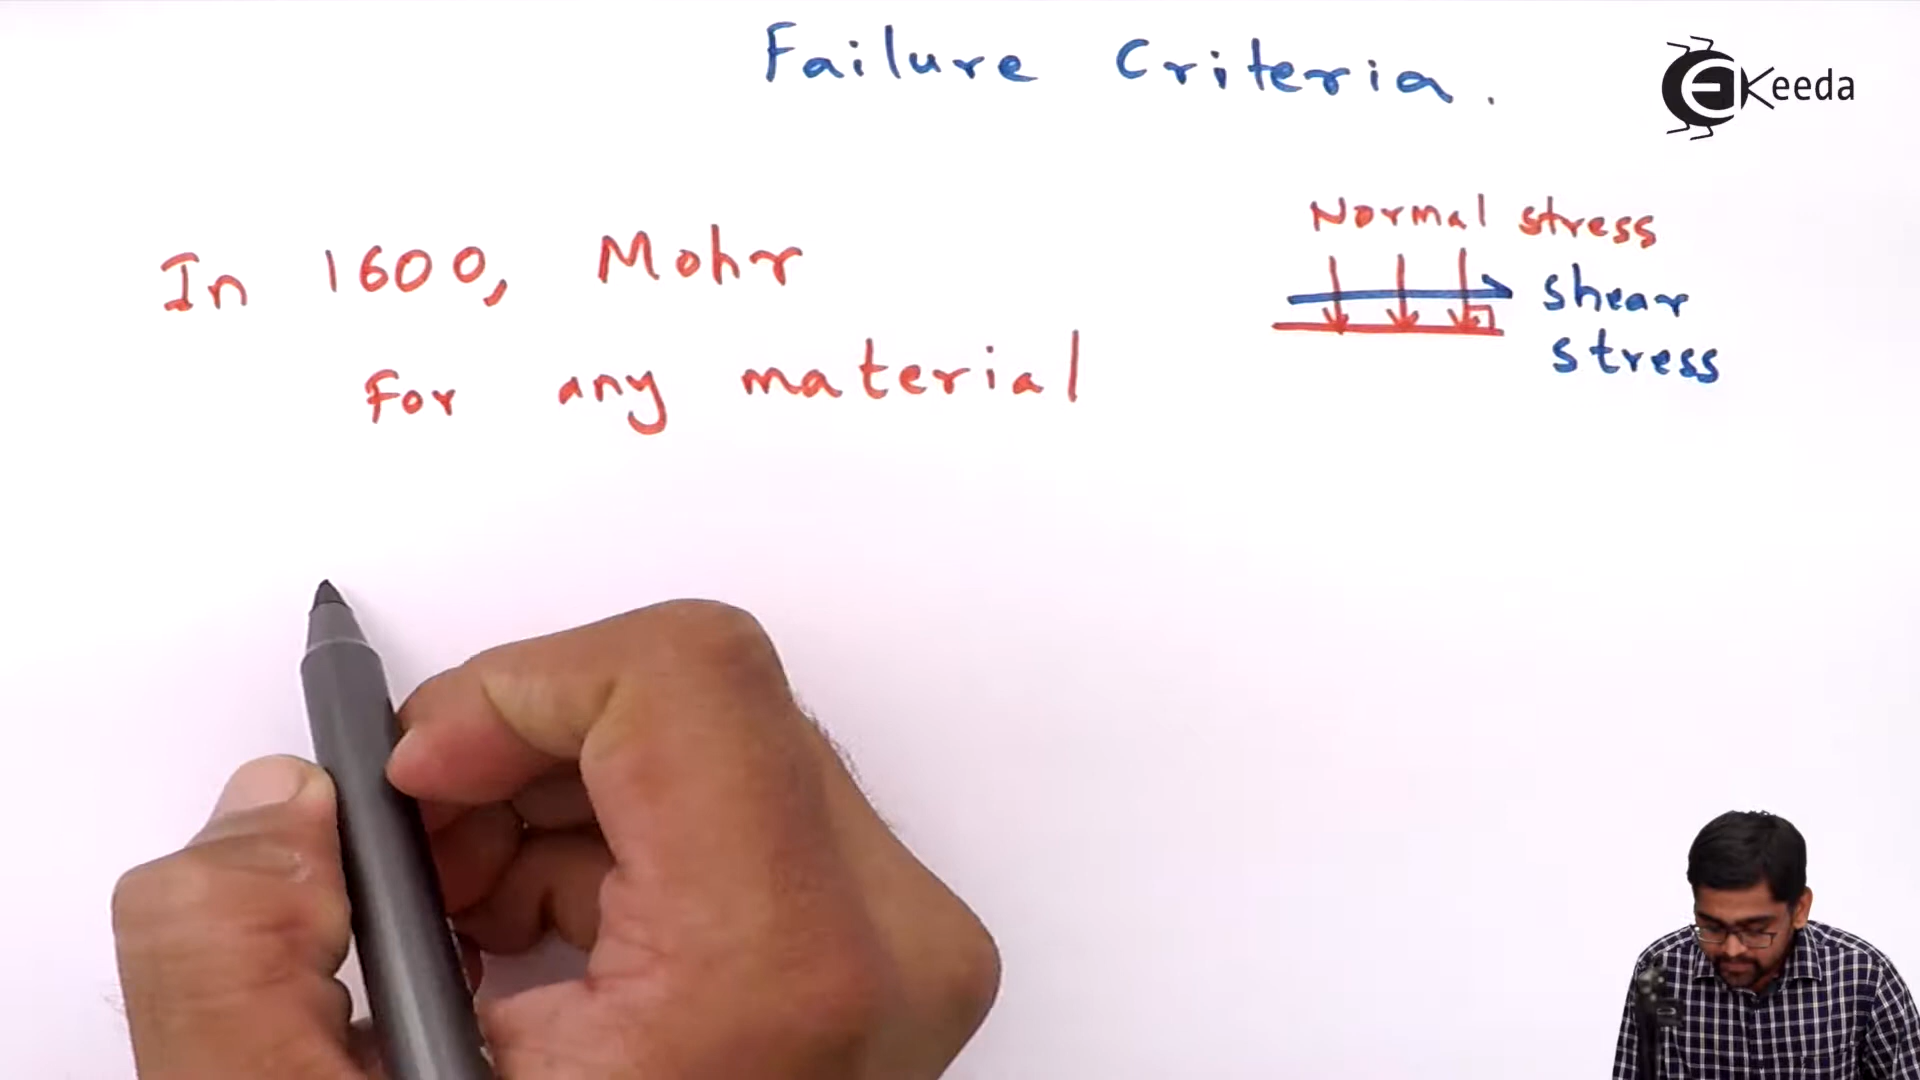 Failure Criteria.
EKeeda
In 1600, Mohr
For any material
Normal stress
shear
stress